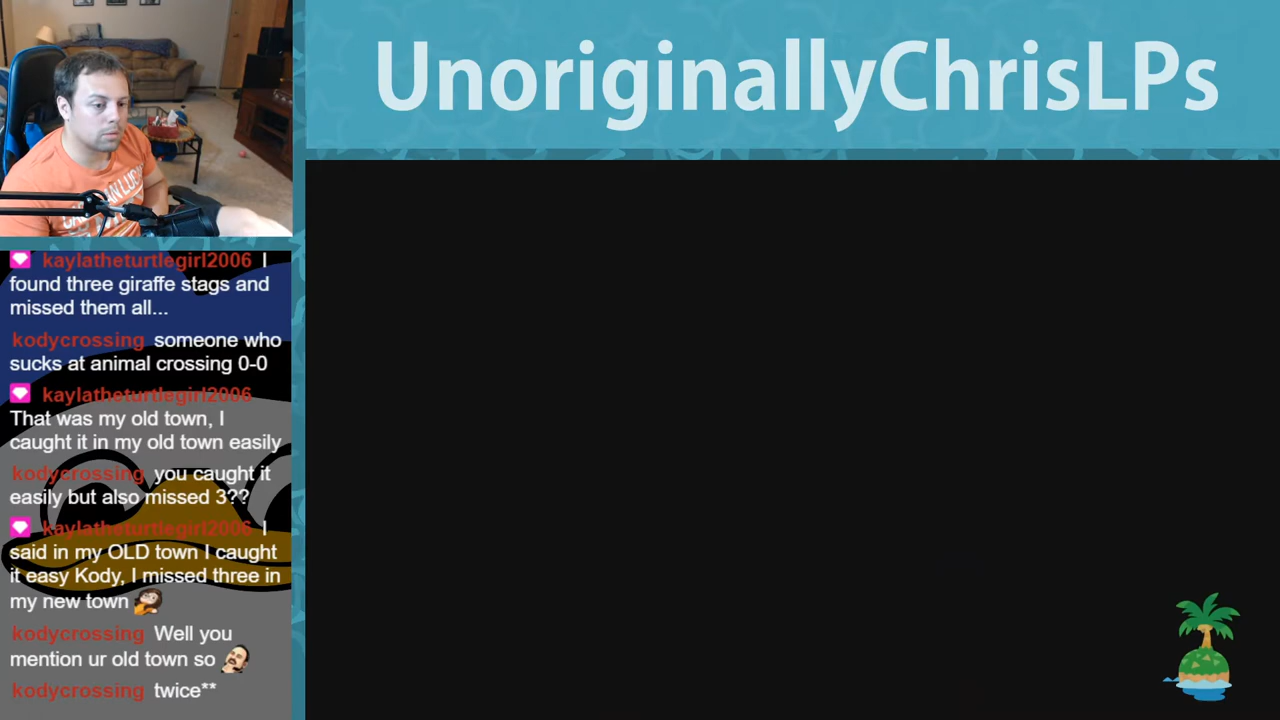 UnoriginallyChrisLPs
kaylatheturtlegirl2006 I
found three giraffe stags and
missed them all...
kodycrossing someone who
sucks at animal crossing 0-0
kaylatheturtlegirl2006
That was my old town, I
caught it in my old town easily
kodycrossing you caught it
easily but also missed 3??
kaylatheturtlegirl2006 I
said in my OLD town I caught
it easy Kody, I missed three in
my new town
kodycrossing Well you
mention ur old town so
kodycrossing twice**